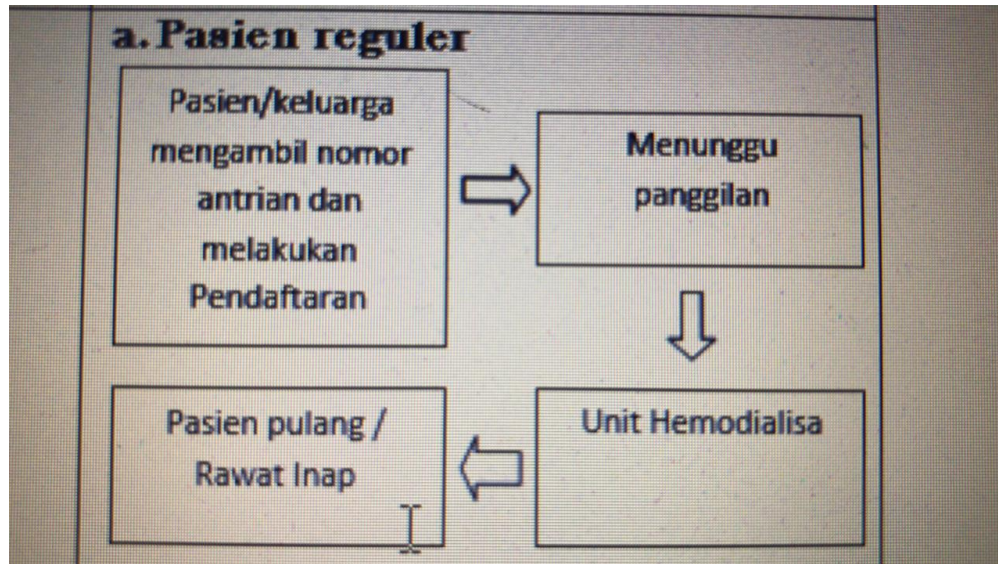 a. Pasien reguler
Pasien/keluarga
mengambil nomor
antrian dan
melakukan
Pendaftaran
Menunggu
panggilan
Unit Hemodialisa
Pasien pulang /
Rawat Inap